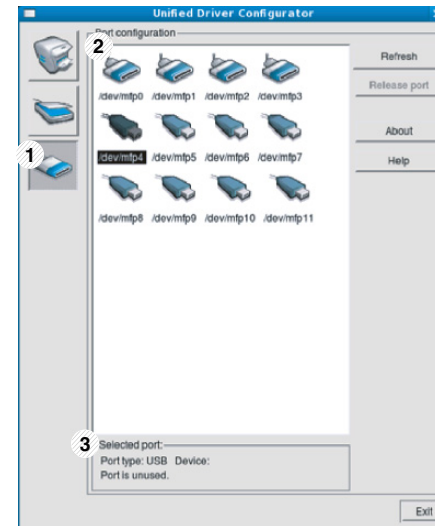 Unified Driver Configurator
Port configuration
2
/dev/mfp0 /dev/mfp1 /dev/mfp2 /dev/mfp3
Refresh
Release port
About
Help
1
/dev/mfp4 /dev/mfp5 /dev/mfp6 /dev/mfp7
/dev/mfp8 /dev/mfp9 /dev/mfp10 /dev/mfp11
3
Selected port:
Port type: USB Device:
Port is unused.
Exit